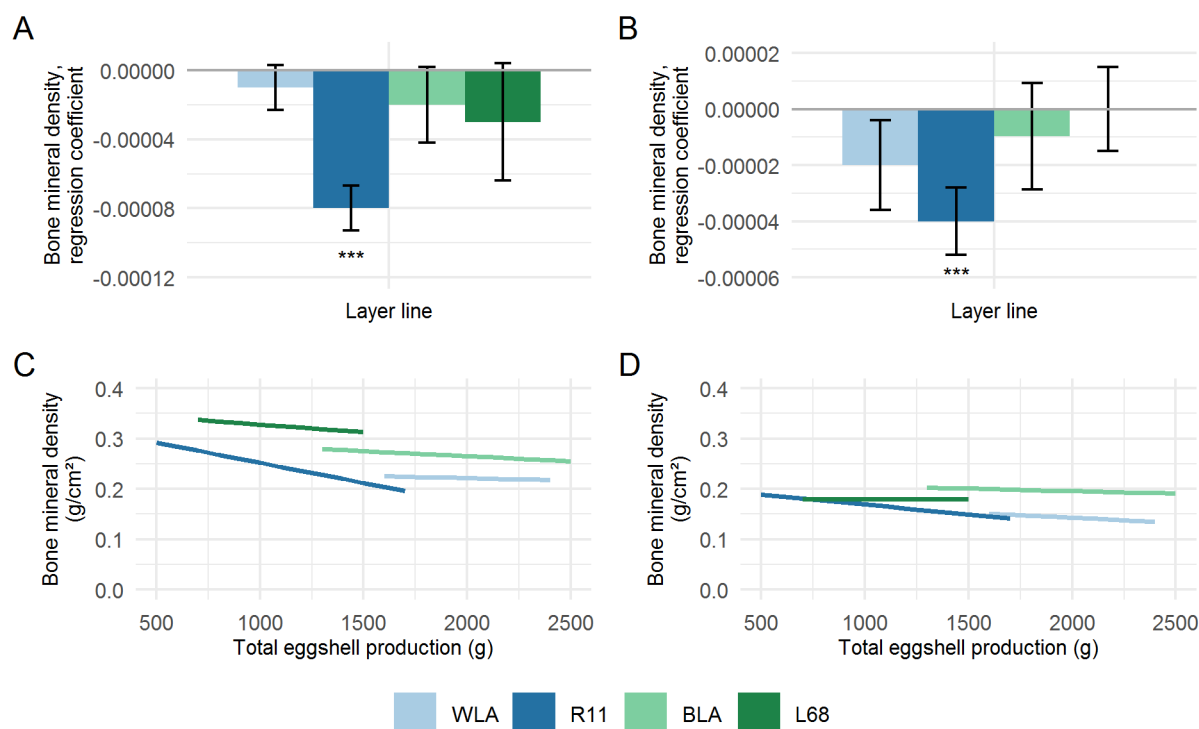 A
Bone mineral density,
regression coefficient
0.00000
-0.00004
-0.00008
-0.00012
***
Layer line
B
Bone mineral density,
regression coefficient
0.00002
0.00000
-0.00002
-0.00004
-0.00006
***
Layer line
C
Bone mineral density
(g/cm²)
0.4
0.3
0.2
0.1
0.0
500 1000 1500 2000 2500
Total eggshell production (g)
D
Bone mineral density
(g/cm²)
0.4
0.3
0.2
0.1
0.0
500 1000 1500 2000 2500
Total eggshell production (g)
WLA R11 BLA L68